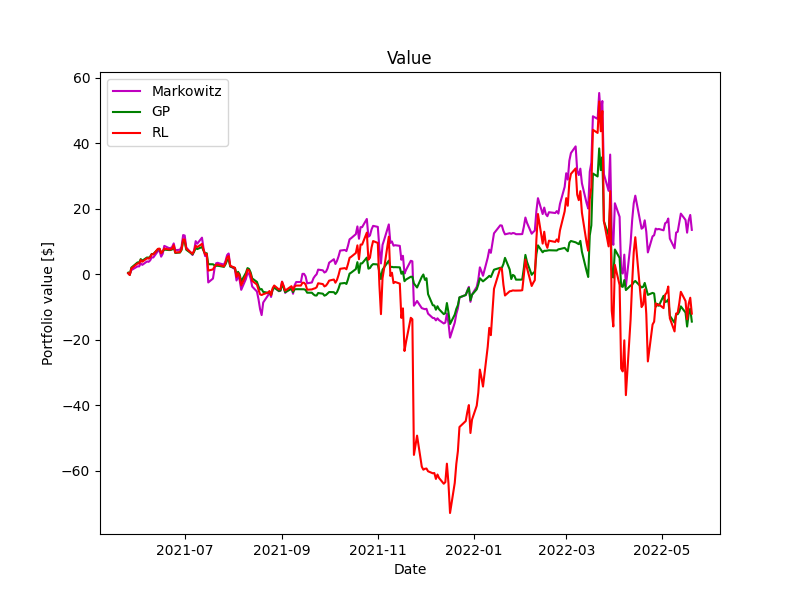 Value
Markowitz
GP
RL
Portfolio value [$]
60
40
20
0
−20
−40
−60
2021-07
2021-09
2021-11
2022-01
2022-03
2022-05
Date